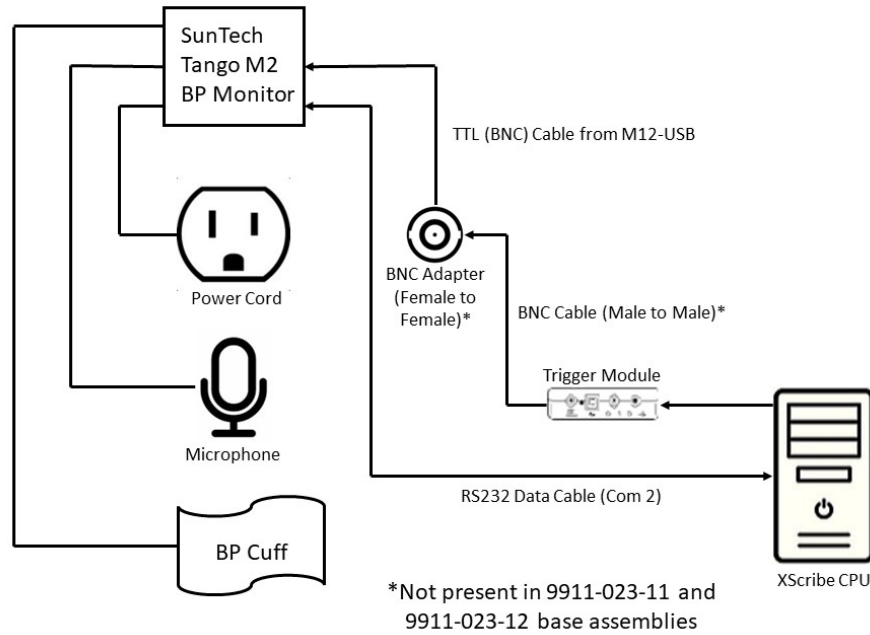 SunTech
Tango M2
BP Monitor
TTL (BNC) Cable from M12-USB
Power Cord
BNC Adapter
(Female to
Female)*
BNC Cable (Male to Male)*
Trigger Module
Microphone
RS232 Data Cable (Com 2)
BP Cuff
XScribe CPU
*Not present in 9911-023-11 and
9911-023-12 base assemblies